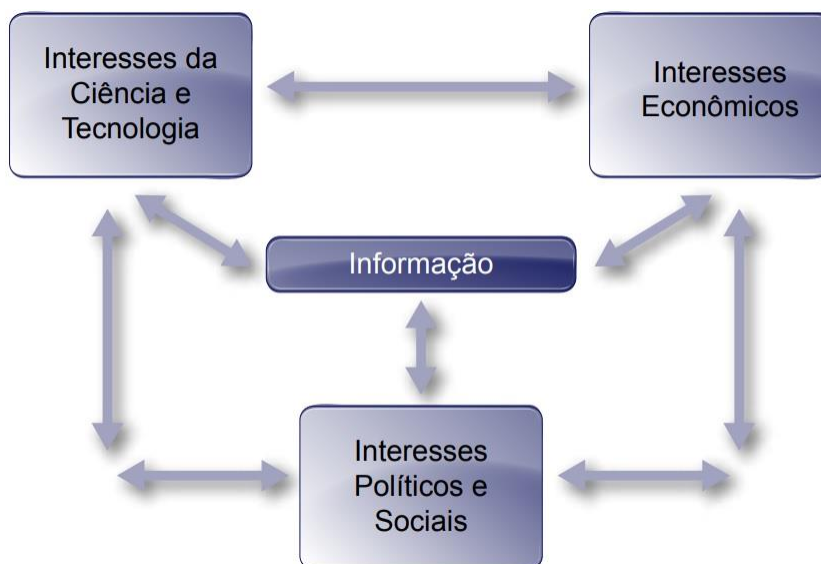 Interesses da
Ciência e
Tecnologia
Interesses
Econômicos
Informação
Interesses
Políticos e
Sociais